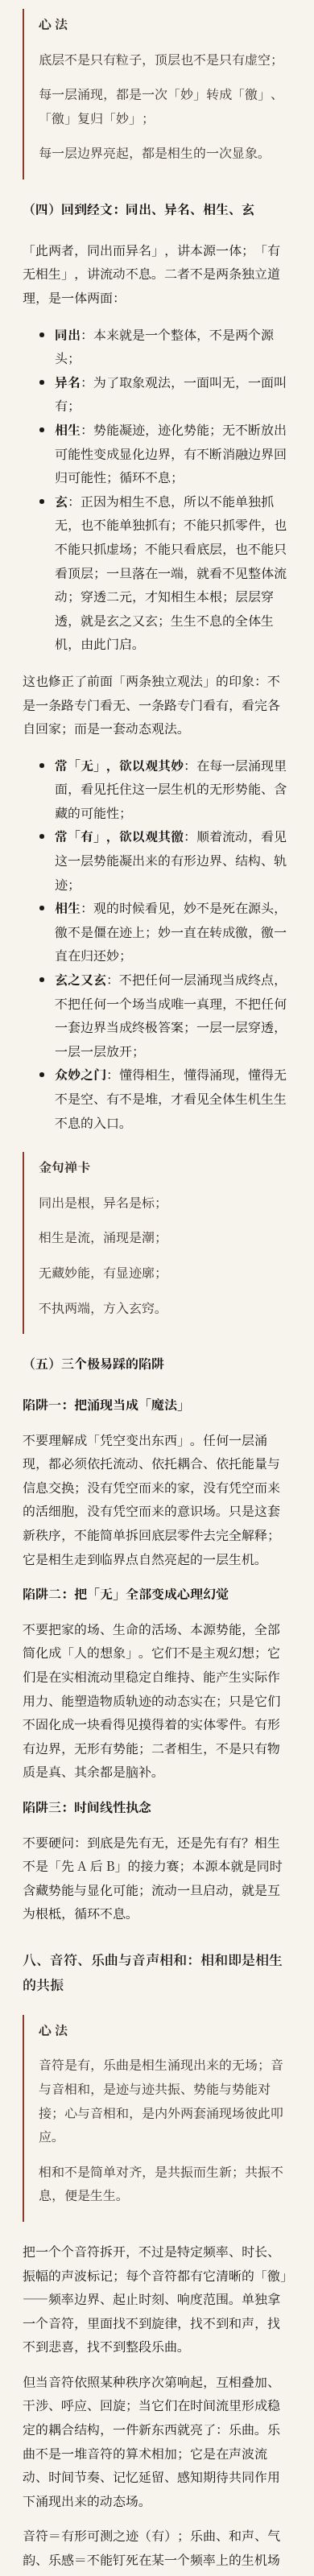 心 法
底层不是只有粒子，顶层也不是只有虚空；
每一层涌现，都是一次「妙」转成「徼」、
「徼」复归「妙」；
每一层边界亮起，都是相生的一次显象。
（四）回到经文：同出、异名、相生、玄
「此两者，同出而异名」，讲本源一体；「有
无相生」，讲流动不息。二者不是两条独立道
理，是一体两面：
• 同出：本来就是一个整体，不是两个源
头；
• 异名：为了取象观法，一面叫无，一面叫
有；
• 相生：势能凝迹，迹化势能；无不断放出
可能性变成显化边界，有不断消融边界回
归可能性；循环不息；
• 玄：正因为相生不息，所以不能单独抓
无，也不能单独抓有；不能只抓零件，也
不能只抓虚场；不能只看底层，也不能只
看顶层；一旦落在一端，就看不见整体流
动；穿透二元，才知相生本根；层层穿
透，就是玄之又玄；生生不息的全体生
机，由此门启。
这也修正了前面「两条独立观法」的印象：不
是一条路专门看无、一条路专门看有，看完各
自回家；而是一套动态观法。
• 常「无」，欲以观其妙：在每一层涌现里
面，看见托住这一层生机的无形势能、含
藏的可能性；
• 常「有」，欲以观其徼：顺着流动，看见
这一层势能凝出来的有形边界、结构、轨
迹；
• 相生：观的时候看见，妙不是死在源头，
徼不是僵在迹上；妙一直在转成徼，徼一
直在归还妙；
• 玄之又玄：不把任何一层涌现当成终点，
不把任何一个场当成唯一真理，不把任何
一套边界当成终极答案；一层一层穿透，
一层一层放开；
• 众妙之门：懂得相生，懂得涌现，懂得无
不是空、有不是堆，才看见全体生机生生
不息的入口。
金句禅卡
同出是根，异名是标；
相生是流，涌现是潮；
无藏妙能，有显迹廓；
不执两端，方入玄窍。
（五）三个极易踩的陷阱
陷阱一：把涌现当成「魔法」
不要理解成「凭空变出东西」。任何一层涌
现，都必须依托流动、依托耦合、依托能量与
信息交换；没有凭空而来的家，没有凭空而来
的活细胞，没有凭空而来的意识场。只是这套
新秩序，不能简单拆回底层零件去完全解释；
它是相生走到临界点自然亮起的一层生机。
陷阱二：把「无」全部变成心理幻觉
不要把家的场、生命的活场、本源势能，全部
简化成「人的想象」。它们不是主观幻想；它
们是在实相流动里稳定自维持、能产生实际作
用力、能塑造物质轨迹的动态实在；只是它们
不固化成一块看得见摸得着的实体零件。有形
有边界，无形有势能；二者相生，不是只有物
质是真、其余都是脑补。
陷阱三：时间线性执念
不要硬问：到底是先有无，还是先有有？相生
不是「先 A 后 B」的接力赛；本源本就是同时
含藏势能与显化可能；流动一旦启动，就是互
为根柢，循环不息。
八、音符、乐曲与音声相和：相和即是相生
的共振
心 法
音符是有，乐曲是相生涌现出来的无场；音
与音相和，是迹与迹共振、势能与势能对
接；心与音相和，是内外两套涌现场彼此叩
应。
相和不是简单对齐，是共振而生新；共振不
息，便是生生。
把一个个音符拆开，不过是特定频率、时长、
振幅的声波标记；每个音符都有它清晰的「徼」
——频率边界、起止时刻、响度范围。单独拿
一个音符，里面找不到旋律，找不到和声，找
不到悲喜，找不到整段乐曲。
但当音符依照某种秩序次第响起，互相叠加、
干涉、呼应、回旋；当它们在时间流里形成稳
定的耦合结构，一件新东西就亮了：乐曲。乐
曲不是一堆音符的算术相加；它是在声波流
动、时间节奏、记忆延留、感知期待共同作用
下涌现出来的动态场。
音符＝有形可测之迹（有）；乐曲、和声、气
韵、乐感＝不能钉死在某一个频率上的生机场